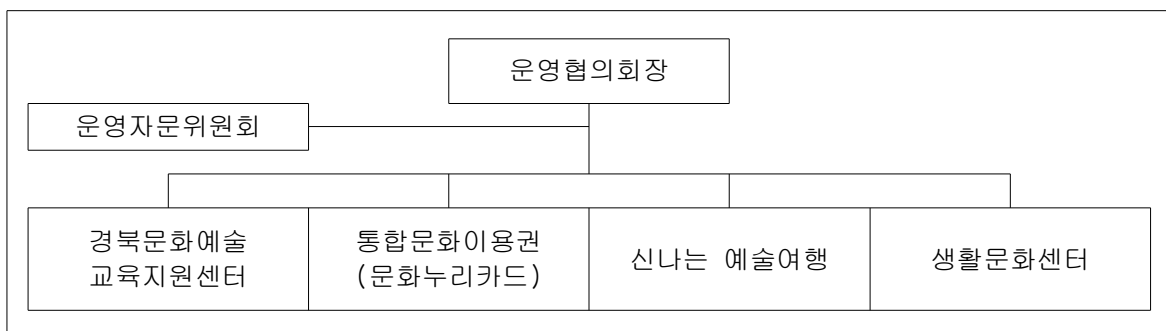 운영협의회장
운영자문위원회
경북문화예술
교육지원센터
통합문화이용권
(문화누리카드)
신나는 예술여행
생활문화센터